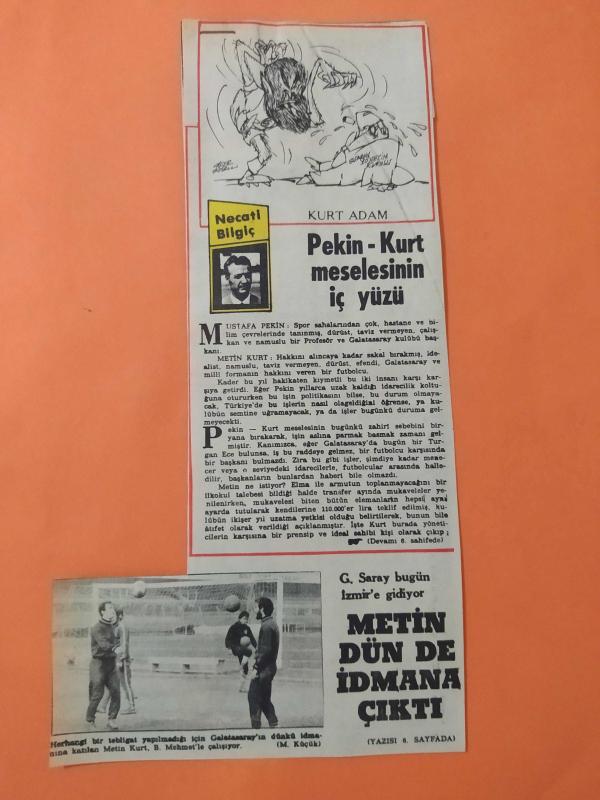 KURT ADAM
Necati
Bilgiç
Pekin - Kurt
meselesinin
iç yüzü
MUSTAFA PEKİN: Spor sahalarından çok, hastane ve bi-
lim çevrelerinde tanınmış, dürüst, taviz vermeyen, çalış-
kan ve namuslu bir Profesör ve Galatasaray kulübü baş-
kanı.
METİN KURT: Hakkını alıncaya kadar sakal bırakmış, ide-
alist, namuslu, taviz vermeyen, dürüst, efendi, Galatasaray ve
milli formanın hakkını veren bir futbolcu.
Kader bu yıl hakikaten kıymetli bu iki insanı karşı kar-
şıya getirdi. Eğer Pekin yıllarca uzak kaldığı idarecilik koltu-
ğuna otururken bu işin politikasını bilse, bu durum olmaya-
cak, Türkiye'de bu işlerin nasıl olageldiğini öğrense, ya ku-
lübün semtine uğramayacak, ya da işler bugünkü duruma gel-
meyecekti.
Pekin — Kurt meselesinin bugünkü zahirî sebebini bir
yana bırakarak, işin aslına parmak basmak zamanı gel-
miştir. Kanımızca, eğer Galatasaray'da bugün bir Tur-
gan Ece bulunsa, iş bu raddeye gelmez, bir futbolcu karşısında
bir başkanı bulmazdı. Zira bu gibi işler, şimdiye kadar mene-
cer veya o seviyedeki idarecilerle, futbolcular arasında halle-
dilir, başkanların bunlardan haberi bile olmazdı.
Metin ne istiyor? Elma ile armutun toplanmayacağını bir
ilkokul talebesi bildiği halde transfer ayında mukaveleler ye-
nilenirken, mukavelesi biten bütün elemanların hepsi aynı
ayarda tutularak kendilerine 110.000'er lira teklif edilmiş, ku-
lübün ikişer yıl uzatma yetkisi olduğu belirtilerek, bunun bile
atıfet olarak verildiği açıklanmıştır. İşte Kurt burada yöneti-
cilerin karşısına bir prensip ve ideal sahibi kişi olarak çıkıp
(Devamı 6. sahifede)
G. Saray bugün
İzmir'e gidiyor
METİN
DÜN DE
İDMANA
ÇIKTI
(YAZISI 6. SAYFADA)
Herhangi bir tebligat yapılmadığı için Galatasaray'ın dünkü idma-
nına katılan Metin Kurt, B. Mehmet'le çalışıyor. (M. Küçük)